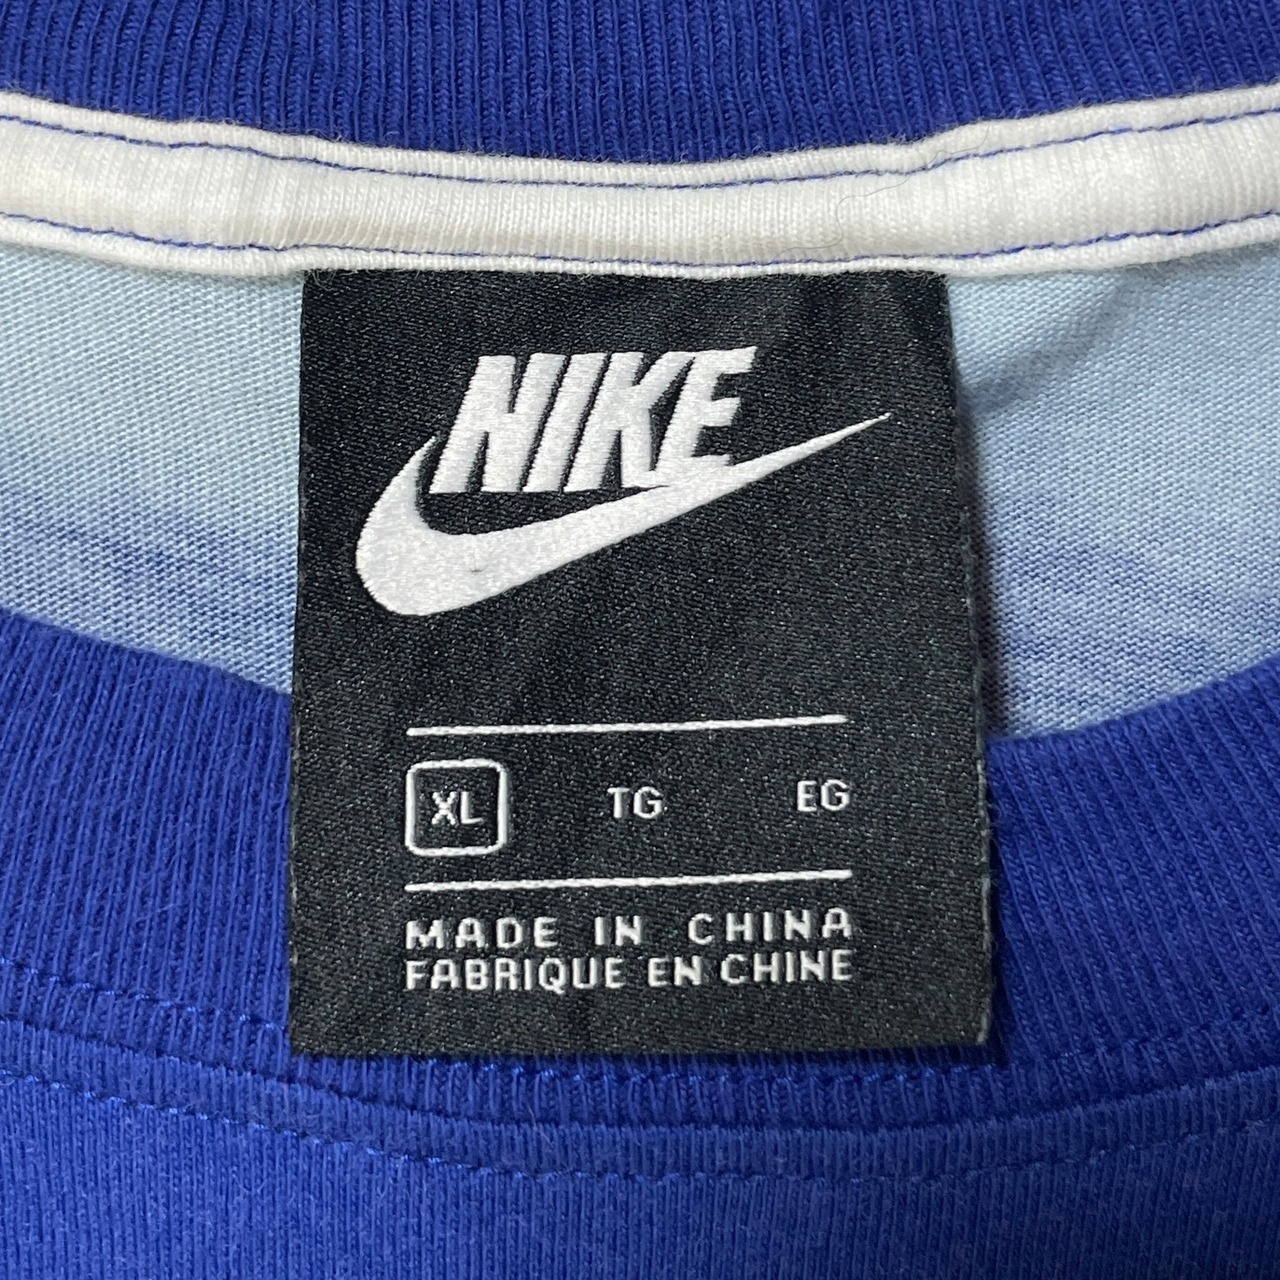 NIKE
XL TG EG
MADE IN CHINA
FABRIQUE EN CHINE